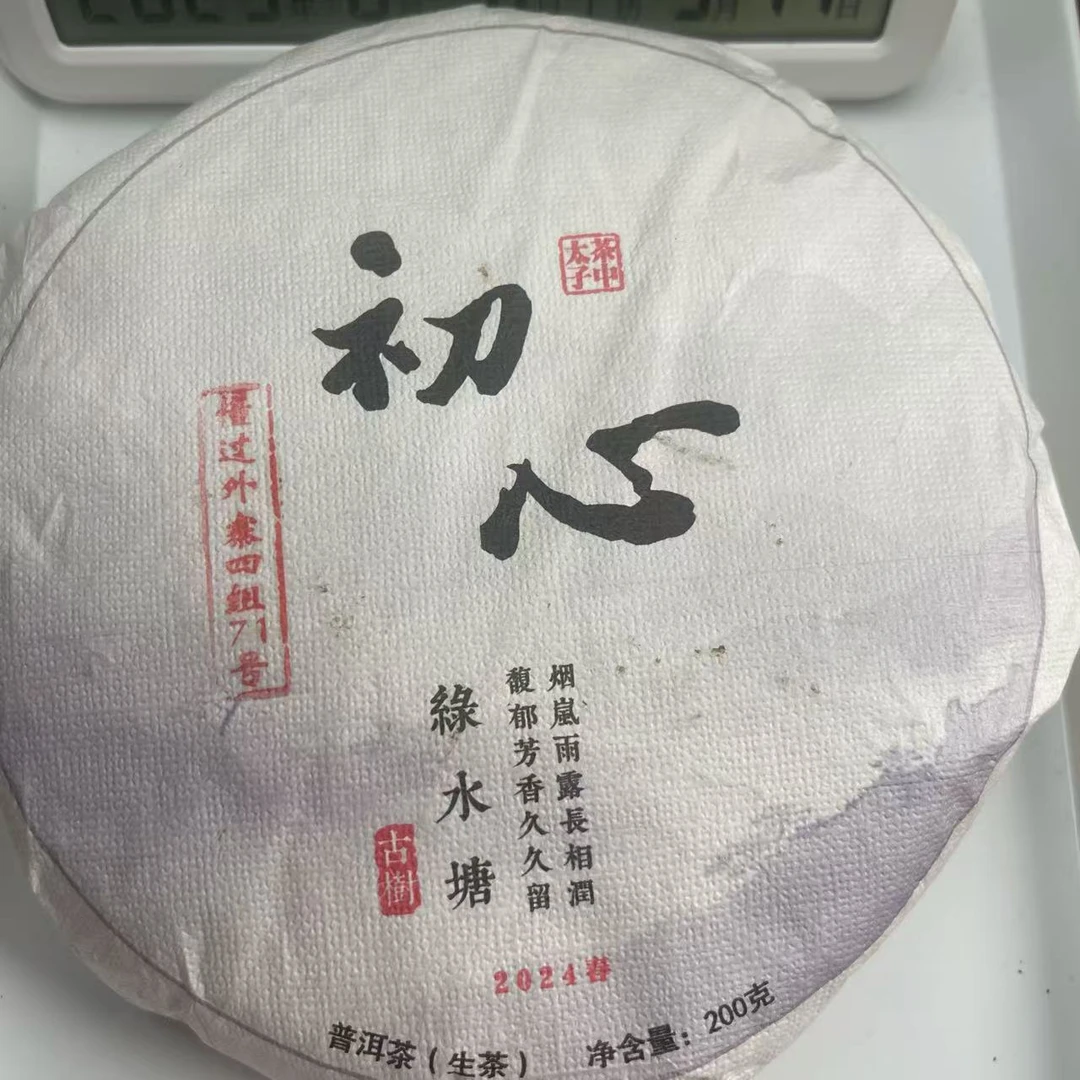 初心
茶中
太子
过外寨四组71号
烟嵐雨露長相潤
馥郁芳香久久留
綠水塘
古樹
2024春
普洱茶（生茶）
净含量：200克